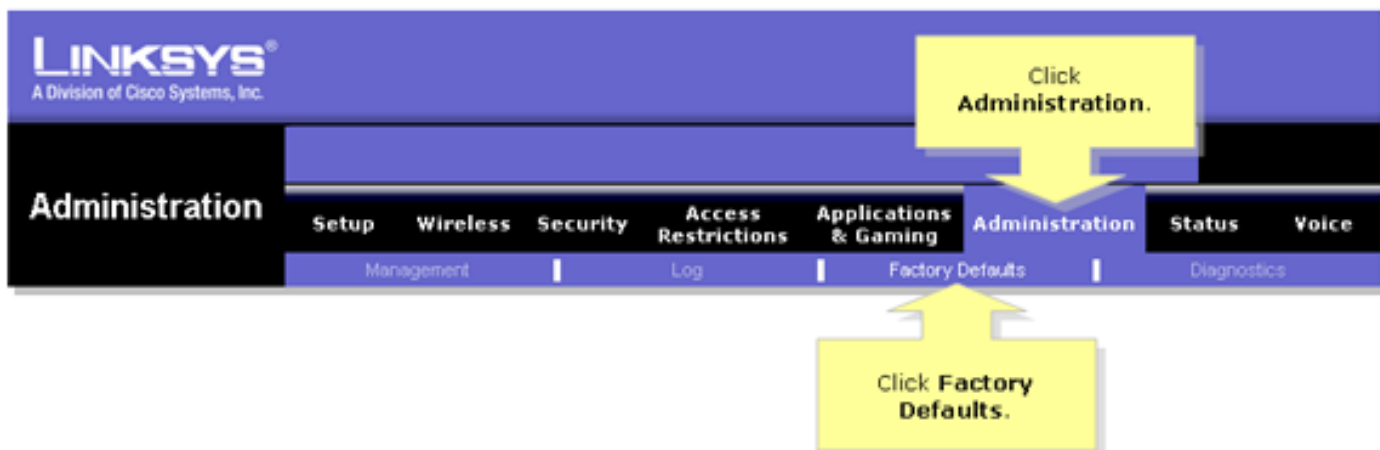 LINKSYS®
A Division of Cisco Systems, Inc.
Click
Administration.
Administration
Setup
Wireless
Security
Access
Restrictions
Applications
& Gaming
Administration
Status
Voice
Management
Log
Factory Defaults
Diagnostics
Click Factory
Defaults.